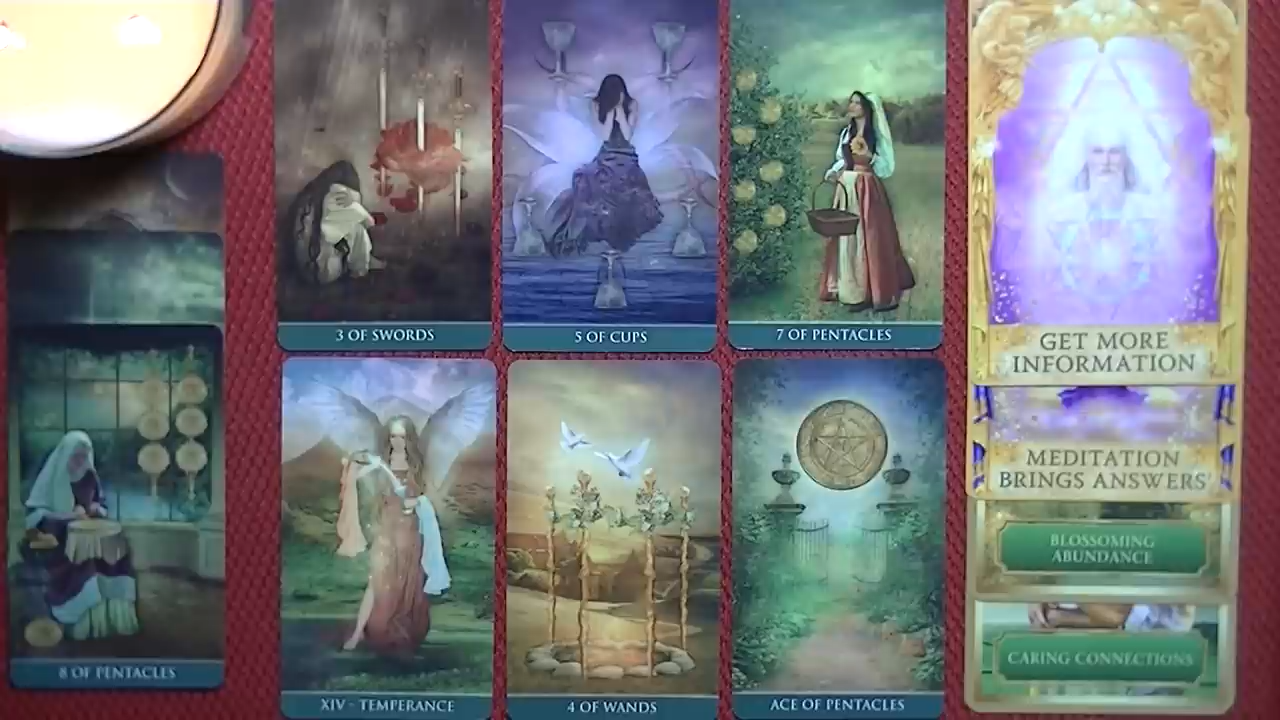 3 OF SWORDS
5 OF CUPS
7 OF PENTACLES
GET MORE
INFORMATION
MEDITATION
BRINGS ANSWERS
BLOSSOMING
ABUNDANCE
CARING CONNECTIONS
8 OF PENTACLES
XIV - TEMPERANCE
4 OF WANDS
ACE OF PENTACLES